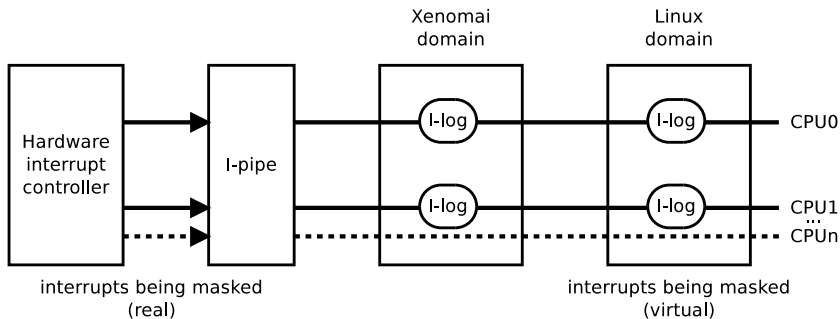 Xenomai
domain
Linux
domain
Hardware
interrupt
controller
I-pipe
I-log
I-log
CPU0
I-log
I-log
CPU1
...
CPUn
interrupts being masked
(real)
interrupts being masked
(virtual)